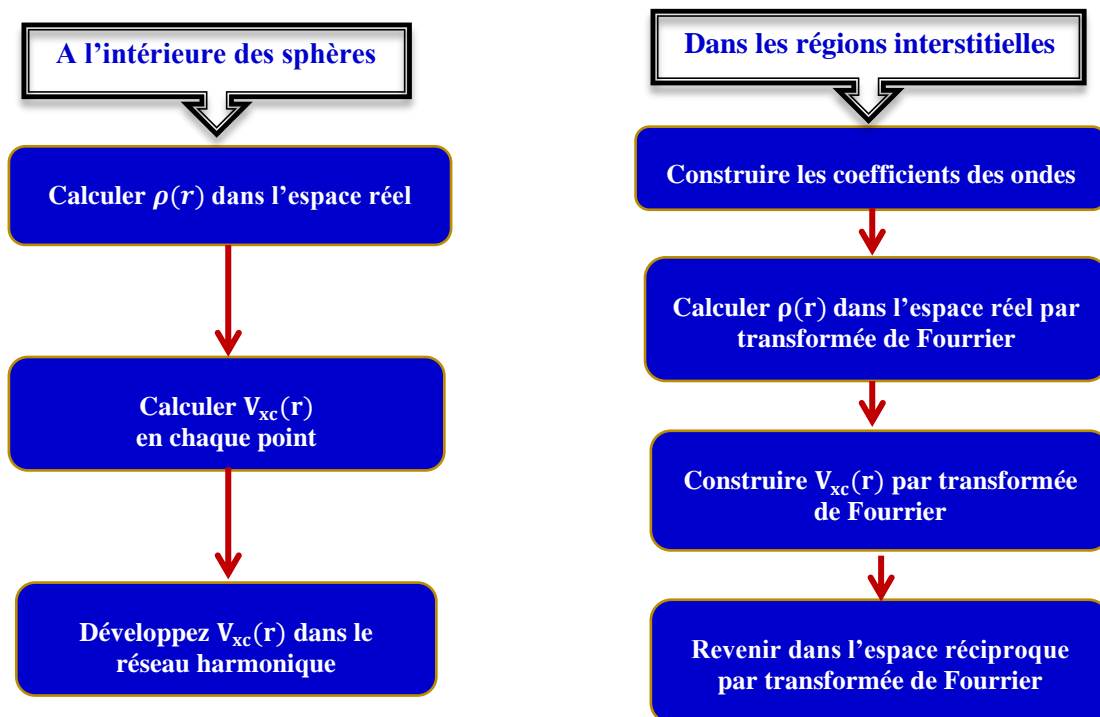 A l’intérieure des sphères
Calculer ρ(r) dans l’espace réel
Calculer Vxc(r)
en chaque point
Développez Vxc(r) dans le
réseau harmonique
Dans les régions interstitielles
Construire les coefficients des ondes
Calculer ρ(r) dans l’espace réel par
transformée de Fourrier
Construire Vxc(r) par transformée
de Fourrier
Revenir dans l’espace réciproque
par transformée de Fourrier